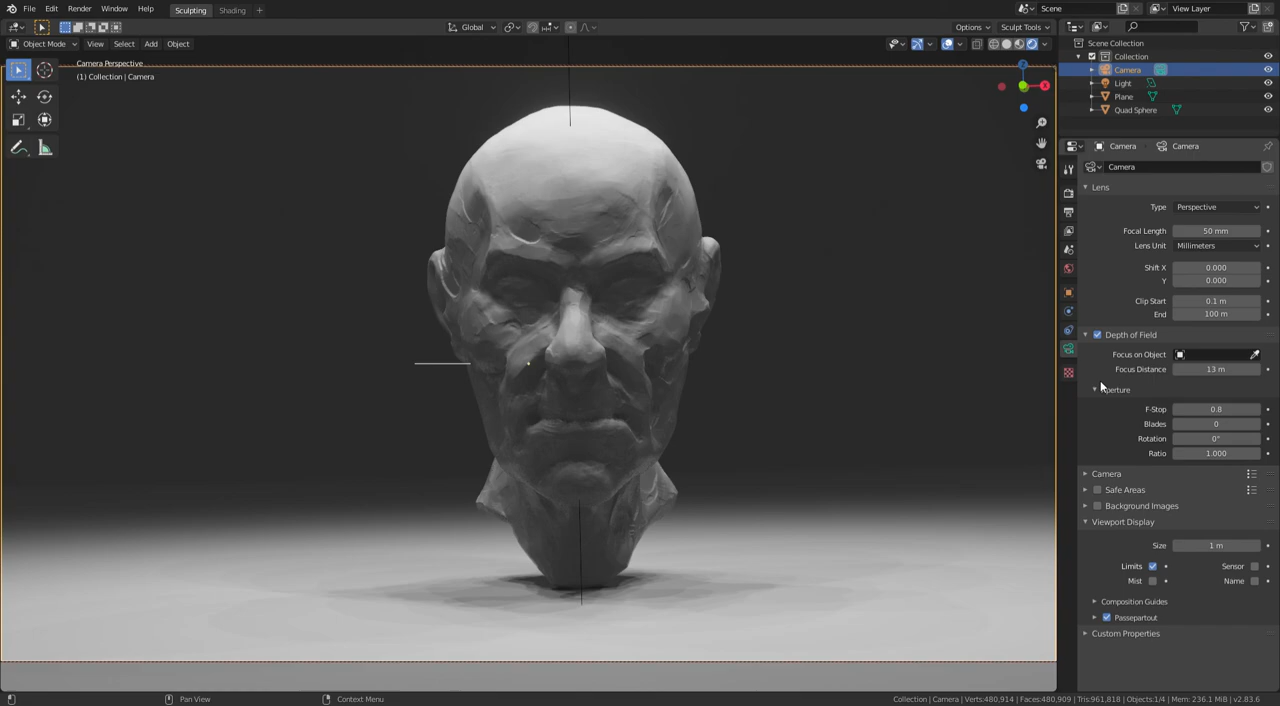 File Edit Render Window Help Sculpting Shading + Scene View Layer
Global Options Sculpt Tools
Object Mode View Select Add Object
Scene Collection
Collection
Camera
Light
Plane
Quad Sphere
Camera Perspective
(1) Collection | Camera
Z
X
Camera Camera
Camera
Lens
Type Perspective
Focal Length 50 mm
Lens Unit Millimeters
Shift X 0.000
Y 0.000
Clip Start 0.1 m
End 100 m
Depth of Field
Focus on Object
Focus Distance 13 m
Aperture
F-Stop 0.8
Blades 0
Rotation 0°
Ratio 1.000
Camera
Safe Areas
Background Images
Viewport Display
Size 1 m
Limits Sensor
Mist Name
Composition Guides
Passepartout
Custom Properties
Pan View Context Menu Collection | Camera | Verts:480,914 | Faces:480,909 | Tris:961,818 | Objects:1/4 | Mem: 236.1 MiB | v2.83.6